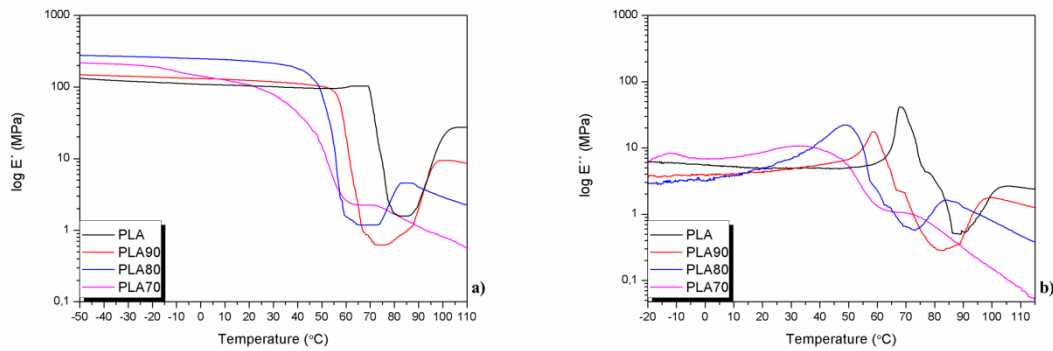 1000
100
10
1
0,1
log E´ (MPa)
PLA
PLA90
PLA80
PLA70
a)
-50 -40 -30 -20 -10 0 10 20 30 40 50 60 70 80 90 100 110
Temperature (°C)
1000
100
10
1
0,1
log E´´ (MPa)
PLA
PLA90
PLA80
PLA70
b)
-20 -10 0 10 20 30 40 50 60 70 80 90 100 110
Temperature (°C)